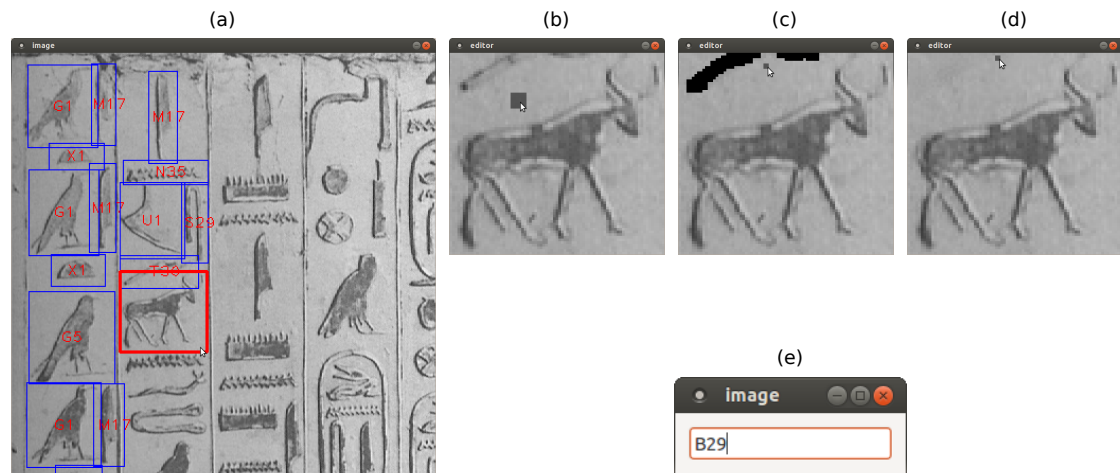 (a)
(b)
(c)
(d)
image
editor
editor
editor
G1
M17
M17
X1
N35
G1
M17
U1
S29
X1
T30
G5
G1
M17
(e)
image
B29